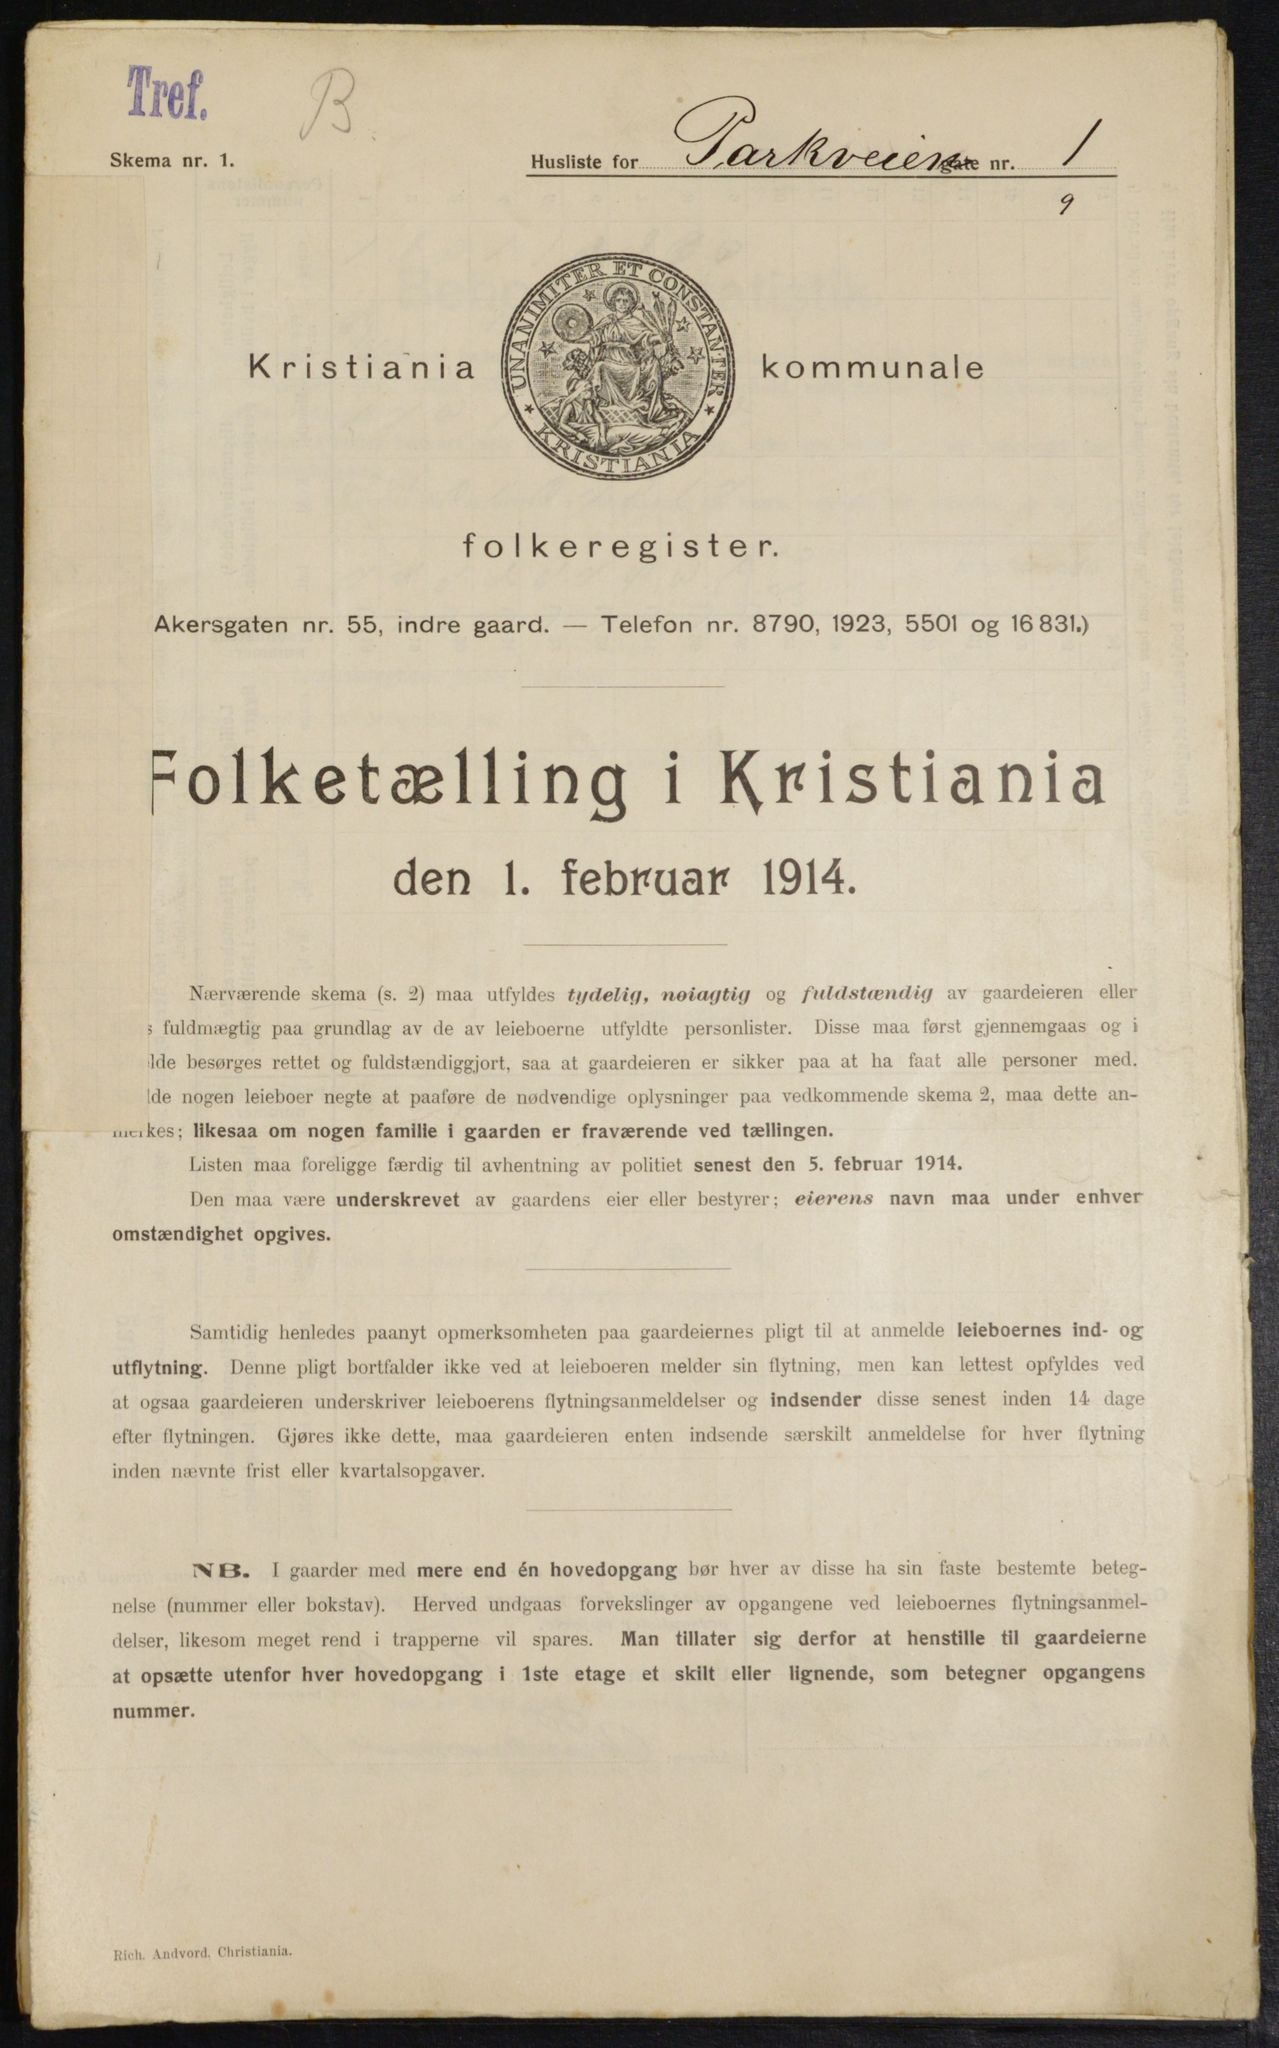 Tref.
B.
Skema nr. 1.
Husliste for Parkveien gate nr. 1
9
UNANIMITER ET CONSTANTER
KRISTIANIA
Kristiania kommunale
folkeregister.
Akersgaten nr. 55, indre gaard. — Telefon nr. 8790, 1923, 5501 og 16 831.)
Folketælling i Kristiania
den 1. februar 1914.
Nærværende skema (s. 2) maa utfyldes tydelig, nøiagtig og fuldstændig av gaardeieren eller
s fuldmægtig paa grundlag av de av leieboerne utfyldte personlister. Disse maa først gjennemgaas og i
lde besørges rettet og fuldstændiggjort, saa at gaardeieren er sikker paa at ha faat alle personer med.
lde nogen leieboer negte at paaføre de nødvendige oplysninger paa vedkommende skema 2, maa dette an-
merkes; likesaa om nogen familie i gaarden er fraværende ved tællingen.
Listen maa foreligge færdig til avhentning av politiet senest den 5. februar 1914.
Den maa være underskrevet av gaardens eier eller bestyrer; eierens navn maa under enhver
omstændighet opgives.
Samtidig henledes paanyt opmerksomheten paa gaardeiernes pligt til at anmelde leieboernes ind- og
utflytning. Denne pligt bortfalder ikke ved at leieboeren melder sin flytning, men kan lettest opfyldes ved
at ogsaa gaardeieren underskriver leieboerens flytningsanmeldelser og indsender disse senest inden 14 dage
efter flytningen. Gjøres ikke dette, maa gaardeieren enten indsende særskilt anmeldelse for hver flytning
inden nævnte frist eller kvartalsopgaver.
NB. I gaarder med mere end én hovedopgang bør hver av disse ha sin faste bestemte beteg-
nelse (nummer eller bokstav). Herved undgaas forvekslinger av opgangene ved leieboernes flytningsanmel-
delser, likesom meget rend i trapperne vil spares. Man tillater sig derfor at henstille til gaardeierne
at opsætte utenfor hver hovedopgang i 1ste etage et skilt eller lignende, som betegner opgangens
nummer.
Rich. Andvord, Christiania.